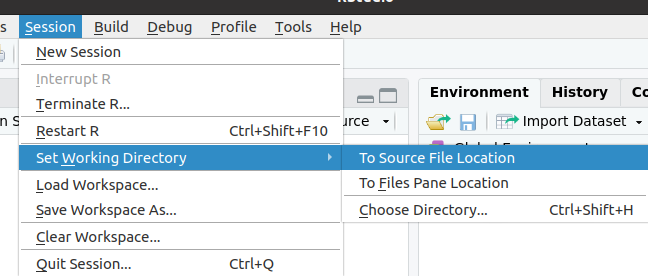 s Session Build Debug Profile Tools Help
New Session
Interrupt R
Terminate R...
Restart R Ctrl+Shift+F10
Set Working Directory
Load Workspace...
Save Workspace As...
Clear Workspace...
Quit Session... Ctrl+Q
n S
ource
To Source File Location
To Files Pane Location
Choose Directory... Ctrl+Shift+H
Environment History Co
Import Dataset